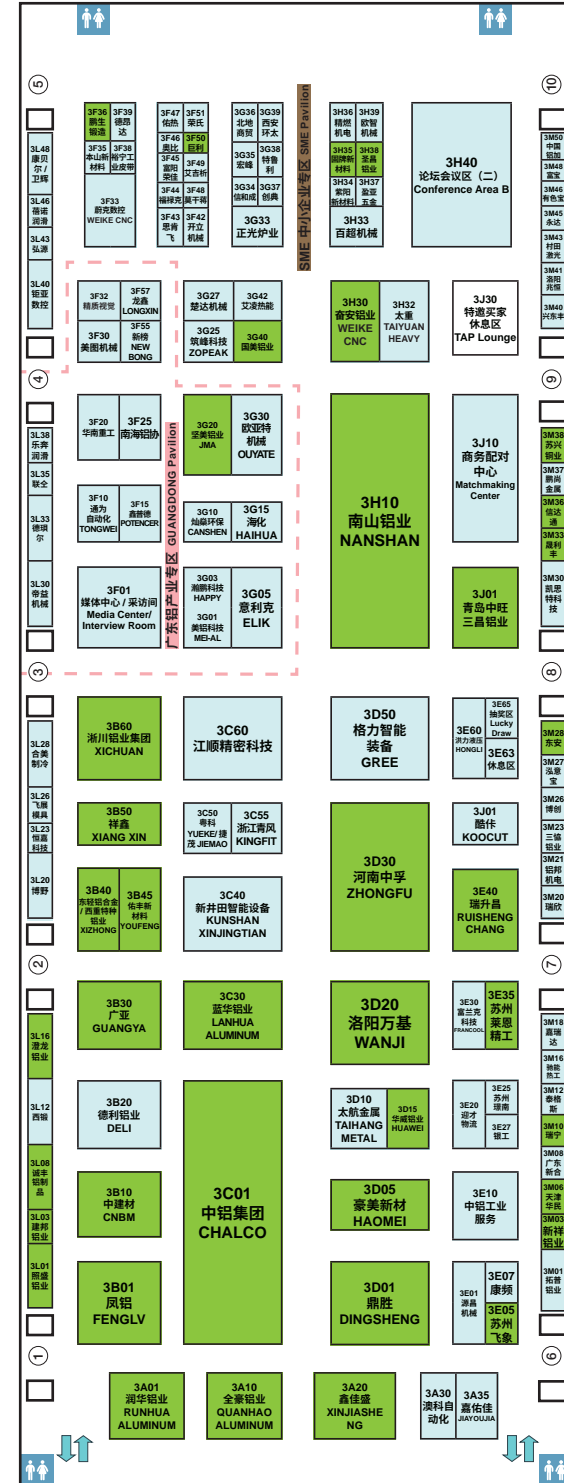 ⑤
⑩
3F36
鹏生
锻造
3F39
德昂
达
3F35
本山新
材料
3F38
裕宁工
业皮带
3F33
蔚克数控
WEIKE CNC
3F47
佑热
3F51
荣氏
3F46
奥比
3F50
巨利
3F45
富阳
荣佳
3F49
艾吉析
3F44
福禄克
3F48
莫干蒋
3F43
思肯
飞
3F42
开立
机械
3G36
北地
商贸
3G39
西安
环太
3G35
宏峰
3G38
特鲁
利
3G34
信和成
3G37
创典
3G33
正光炉业
SME 中小企业专区 SME Pavilion
3H36
精燃
机电
3H39
欧智
机械
3H35
固牌新
材料
3H38
圣昌
铝业
3H34
紫阳
新材料
3H37
盈亚
五金
3H33
百超机械
3H40
论坛会议区（二）
Conference Area B
3L48
康贝
尔 /
卫辉
3L46
蓓诺
润滑
3L43
弘源
3L40
钜亚
数控
3M50
中国
铝加
3M48
富宝
3M46
有色宝
3M45
永达
3M43
村田
激光
3M41
洛阳
兆恒
3M40
兴东丰
3F32
精质视觉
3F57
龙鑫
LONGXIN
3F30
美图机械
3F55
新榜
NEW
BONG
3G27
楚达机械
3G42
艾凌热能
3G25
筑峰科技
ZOPEAK
3G40
国美铝业
3H30
奋安铝业
WEIKE
CNC
3H32
太重
TAIYUAN
HEAVY
3J30
特邀买家
休息区
TAP Lounge
④
⑨
3L38
乐奔
润滑
3L35
联全
3L33
德瑱
尔
3L30
帝益
机械
3F20
华南重工
3F25
南海铝协
3F10
通为
自动化
TONGWEI
3F15
鑫普德
POTENCER
3F01
媒体中心 / 采访间
Media Center/
Interview Room
广东铝产业专区 GUANGDONG Pavilion
3G20
坚美铝业
JMA
3G30
欧亚特
机械
OUYATE
3G10
灿燊环保
CANSHEN
3G15
海化
HAIHUA
3G03
瀚鹏科技
HAPPY
3G01
美铝科技
MEI-AL
3G05
意利克
ELIK
3H10
南山铝业
NANSHAN
3J10
商务配对
中心
Matchmaking
Center
3J01
青岛中旺
三昌铝业
3M38
苏兴
铜业
3M37
鹏尚
金属
3M36
信达
通
3M33
晟利
丰
3M30
凯思
特科
技
③
⑧
3L28
合美
制冷
3L26
飞展
模具
3L23
恒嘉
科技
3L20
博野
3B60
淅川铝业集团
XICHUAN
3C60
江顺精密科技
3D50
格力智能
装备
GREE
3E60
洪力液压
HONGLI
3E65
抽奖区
Lucky
Draw
3E63
休息区
3B50
祥鑫
XIANG XIN
3C50
粤科
YUEKE/ 捷
茂 JIEMAO
3C55
浙江青风
KINGFIT
3J01
酷佧
KOOCUT
3B40
东轻铝合金
/ 西重特种
铝业
XIZHONG
3B45
佑丰新
材料
YOUFENG
3C40
新井田智能设备
KUNSHAN
XINJINGTIAN
3D30
河南中孚
ZHONGFU
3E40
瑞升昌
RUISHENG
CHANG
3M28
东安
3M27
泓意
宝
3M26
博创
3M23
三協
铝业
3M21
铝邦
机电
3M20
瑞欣
②
⑦
3L16
澄龙
铝业
3L12
西锻
3L08
诚丰
铝制
品
3L03
建邦
铝业
3L01
照盛
铝业
3B30
广亚
GUANGYA
3C30
蓝华铝业
LANHUA
ALUMINUM
3D20
洛阳万基
WANJI
3E30
富兰克
科技
FRANCOOL
3E35
苏州
莱恩
精工
3B20
德利铝业
DELI
3C01
中铝集团
CHALCO
3D10
太航金属
TAIHANG
METAL
3D15
华威铝业
HUAWEI
3E20
迎才
物流
3E25
苏州
璟南
3E27
银工
3B10
中建材
CNBM
3D05
豪美新材
HAOMEI
3E10
中铝工业
服务
3B01
凤铝
FENGLV
3D01
鼎胜
DINGSHENG
3E01
源昌
机械
3E07
康频
3E05
苏州
飞象
3M18
嘉瑞
达
3M16
驰能
热工
3M12
泰格
斯
3M10
瑞宁
3M08
广东
新合
3M06
天津
华民
3M03
新祥
铝业
3M01
拓普
铝业
①
⑥
3A01
润华铝业
RUNHUA
ALUMINUM
3A10
全豪铝业
QUANHAO
ALUMINUM
3A20
鑫佳盛
XINJIASHE
NG
3A30
澳科自
动化
3A35
嘉佑佳
JIAYOUJIA